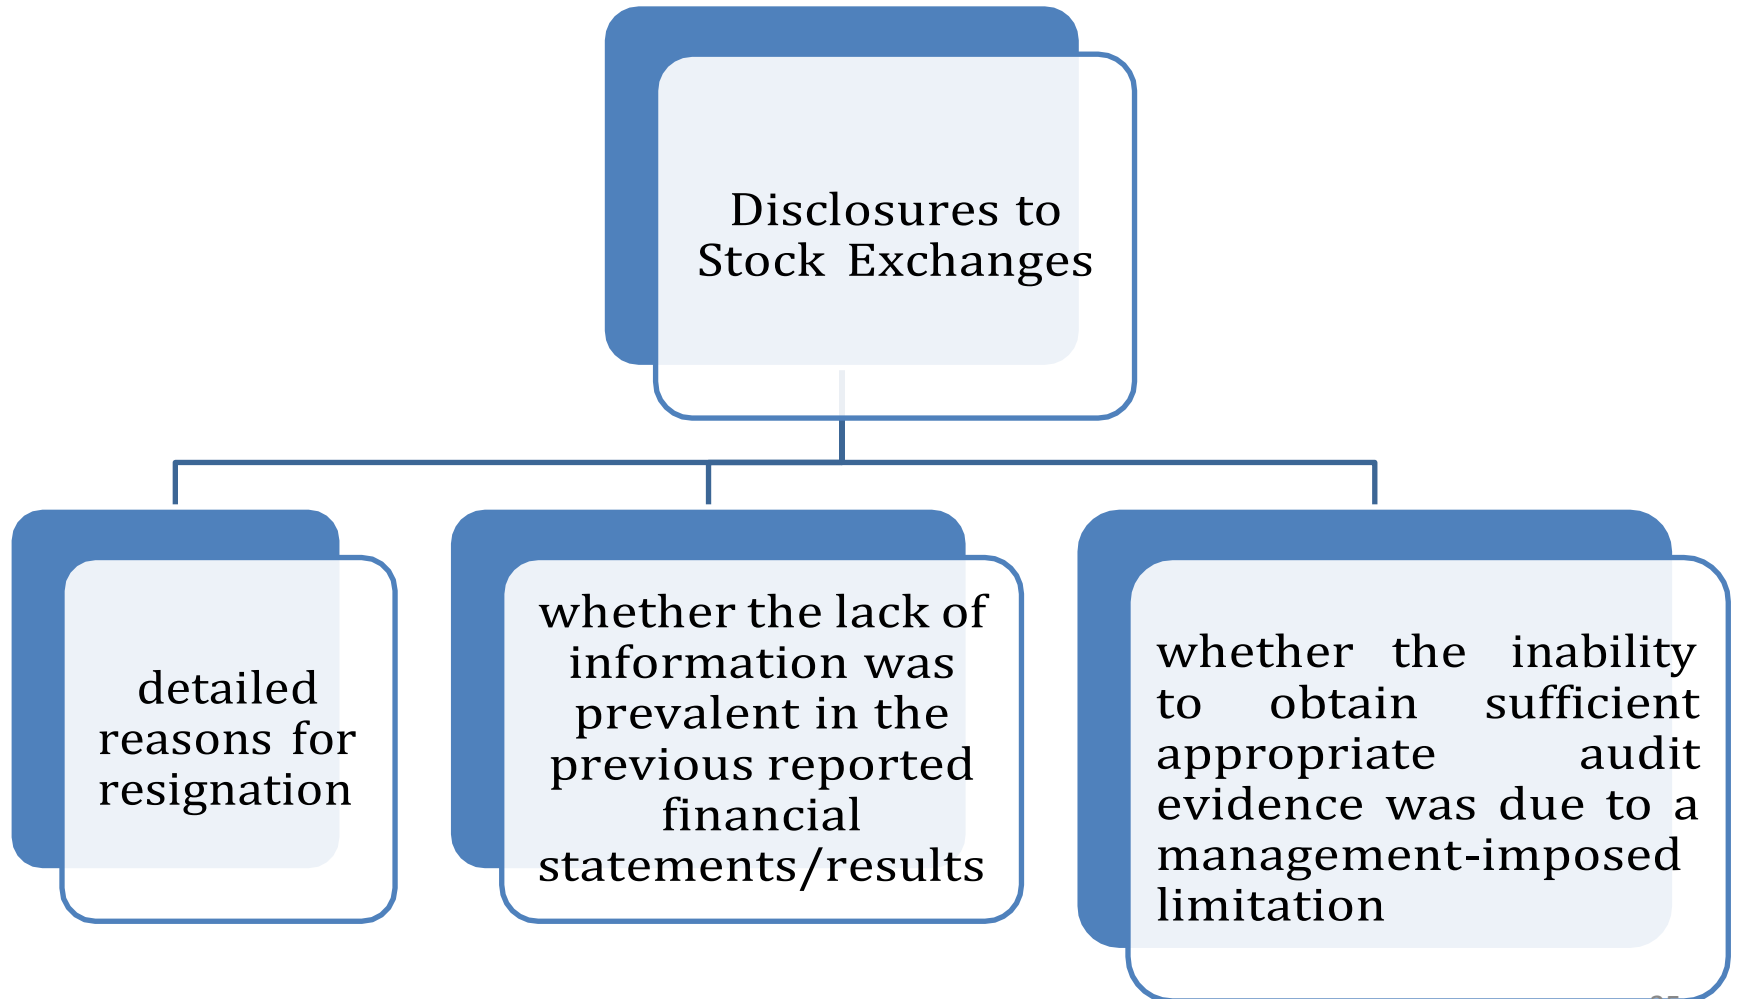 Disclosures to
Stock Exchanges
detailed
reasons for
resignation
whether the lack of
information was
prevalent in the
previous reported
financial
statements/results
whether the inability
to obtain sufficient
appropriate audit
evidence was due to a
management-imposed
limitation